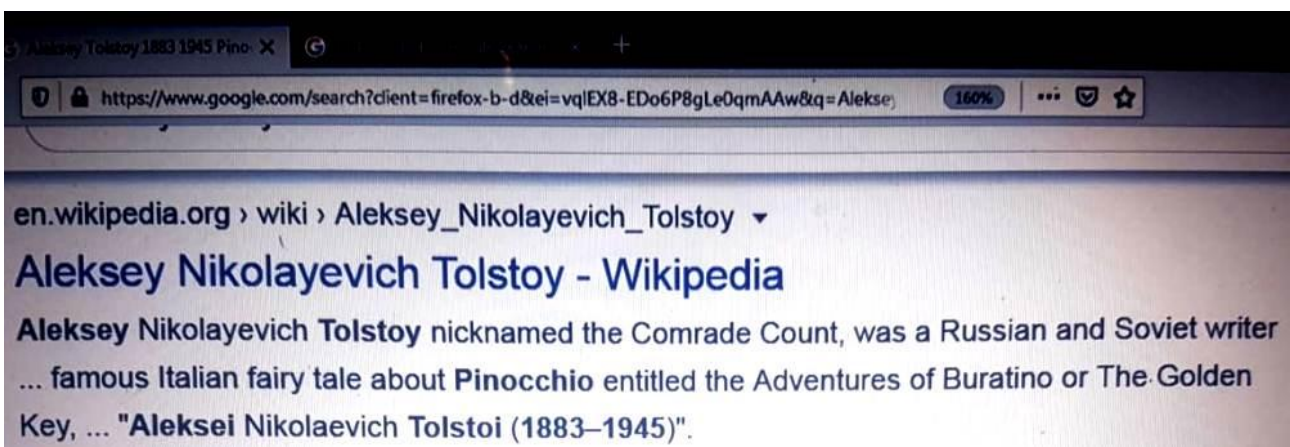 Aleksey Tolstoy 1883 1945 Pino
https://www.google.com/search?client=firefox-b-d&ei=vqlEX8-EDo6P8gLe0qmAAw&q=Aleksey
160%
en.wikipedia.org › wiki › Aleksey_Nikolayevich_Tolstoy
Aleksey Nikolayevich Tolstoy - Wikipedia
Aleksey Nikolayevich Tolstoy nicknamed the Comrade Count, was a Russian and Soviet writer
... famous Italian fairy tale about Pinocchio entitled the Adventures of Buratino or The Golden
Key, ... "Aleksei Nikolaevich Tolstoi (1883–1945)".